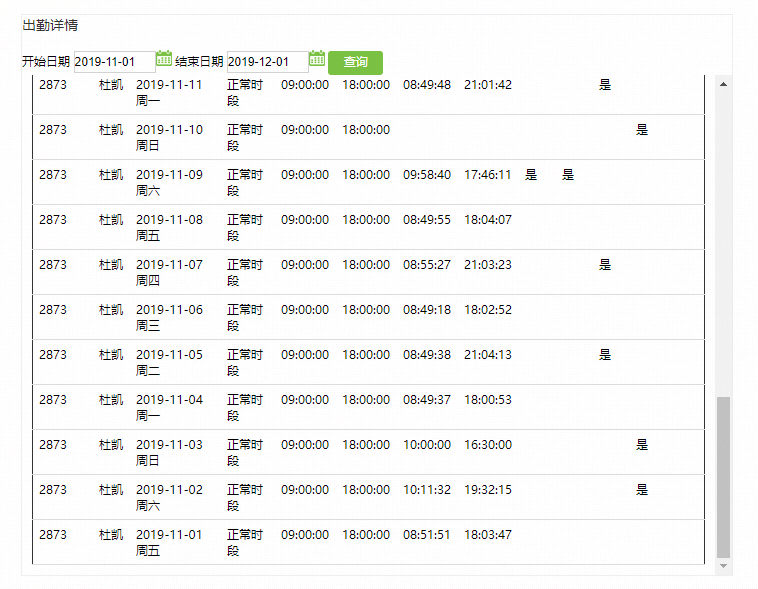 出勤详情
开始日期 2019-11-01 结束日期 2019-12-01 查询
2873 杜凯 2019-11-11 正常时 09:00:00 18:00:00 08:49:48 21:01:42 是
周一 段
2873 杜凯 2019-11-10 正常时 09:00:00 18:00:00 是
周日 段
2873 杜凯 2019-11-09 正常时 09:00:00 18:00:00 09:58:40 17:46:11 是 是
周六 段
2873 杜凯 2019-11-08 正常时 09:00:00 18:00:00 08:49:55 18:04:07
周五 段
2873 杜凯 2019-11-07 正常时 09:00:00 18:00:00 08:55:27 21:03:23 是
周四 段
2873 杜凯 2019-11-06 正常时 09:00:00 18:00:00 08:49:18 18:02:52
周三 段
2873 杜凯 2019-11-05 正常时 09:00:00 18:00:00 08:49:38 21:04:13 是
周二 段
2873 杜凯 2019-11-04 正常时 09:00:00 18:00:00 08:49:37 18:00:53
周一 段
2873 杜凯 2019-11-03 正常时 09:00:00 18:00:00 10:00:00 16:30:00 是
周日 段
2873 杜凯 2019-11-02 正常时 09:00:00 18:00:00 10:11:32 19:32:15 是
周六 段
2873 杜凯 2019-11-01 正常时 09:00:00 18:00:00 08:51:51 18:03:47
周五 段